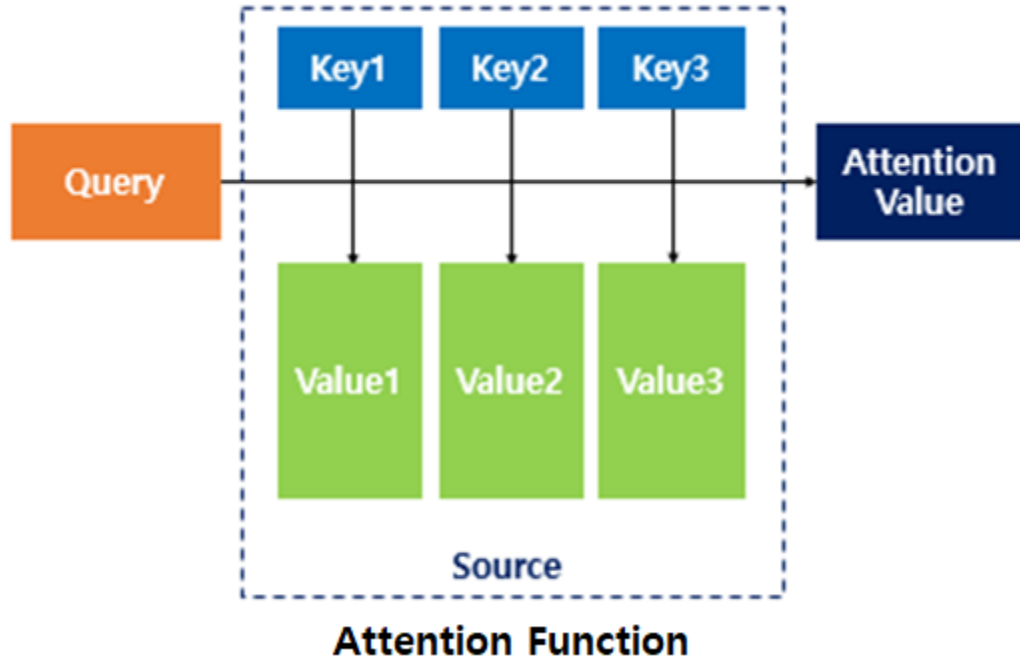 Key1 Key2 Key3
Query
Attention
Value
Value1 Value2 Value3
Source
Attention Function